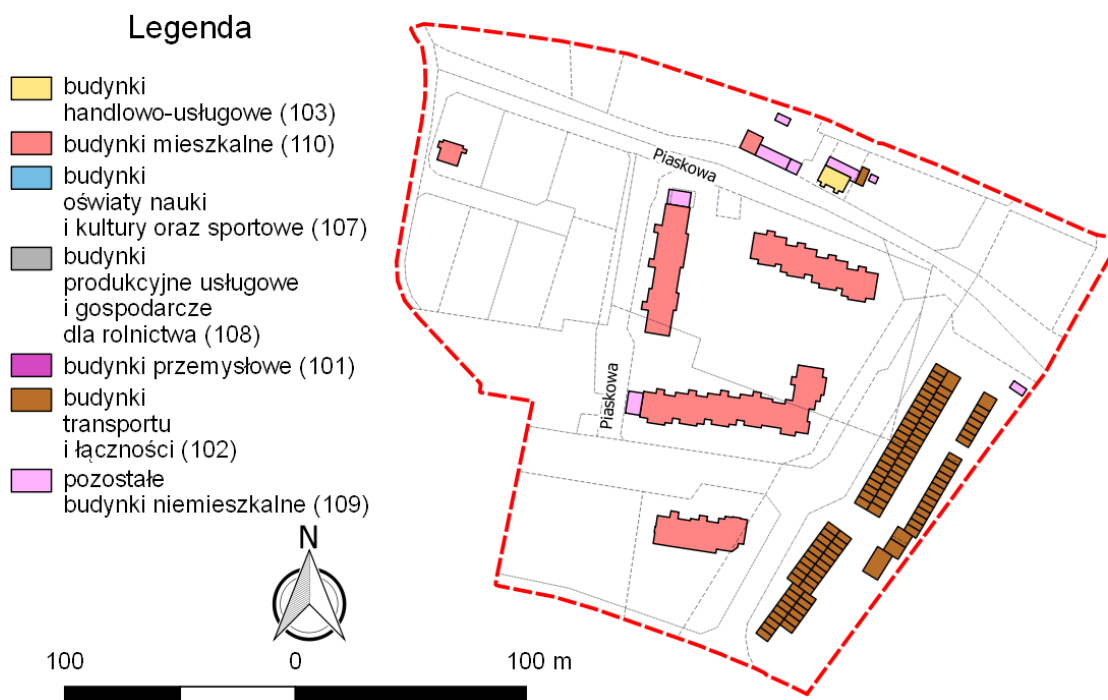 Legenda
budynki
handlowo-usługowe (103)
budynki mieszkalne (110)
budynki
oświaty nauki
i kultury oraz sportowe (107)
budynki
produkcyjne usługowe
i gospodarcze
dla rolnictwa (108)
budynki przemysłowe (101)
budynki
transportu
i łączności (102)
pozostałe
budynki niemieszkalne (109)
N
100 0 100 m
Piaskowa
Piaskowa